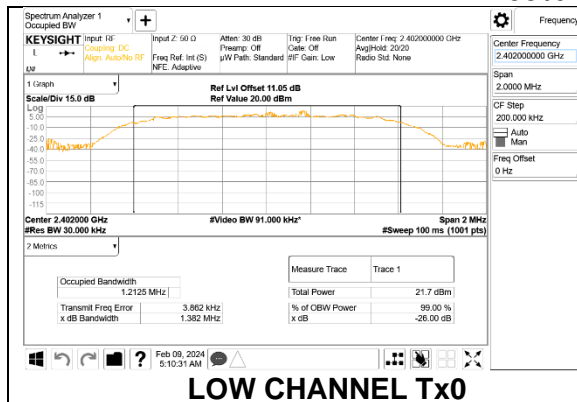 Spectrum Analyzer 1
Occupied BW
KEYSIGHT
Input: RF
Coupling: DC
Align: Auto/No RF
Input Z: 50 Ω
Freq Ref: Int (S)
NFE: Adaptive
Atten: 30 dB
Preamp: Off
µW Path: Standard
Trig: Free Run
Gate: Off
#IF Gain: Low
Center Freq: 2.402000000 GHz
Avg|Hold: 20/20
Radio Std: None
L
Frequency
Center Frequency
2.402000000 GHz
Span
2.0000 MHz
CF Step
200.000 kHz
Auto
Man
Freq Offset
0 Hz
1 Graph
Scale/Div 15.0 dB
Ref Lvl Offset 11.05 dB
Ref Value 20.00 dBm
Log
5.00
-10.0
-25.0
-40.0
-55.0
-70.0
-85.0
-100
-115
Center 2.402000 GHz
#Res BW 30.000 kHz
#Video BW 91.000 kHz*
Span 2 MHz
#Sweep 100 ms (1001 pts)
2 Metrics
Measure Trace Trace 1
Occupied Bandwidth
1.2125 MHz
Total Power 21.7 dBm
Transmit Freq Error 3.862 kHz
% of OBW Power 99.00 %
x dB Bandwidth 1.382 MHz
x dB -26.00 dB
?
Feb 09, 2024
5:10:31 AM
LOW CHANNEL Tx0